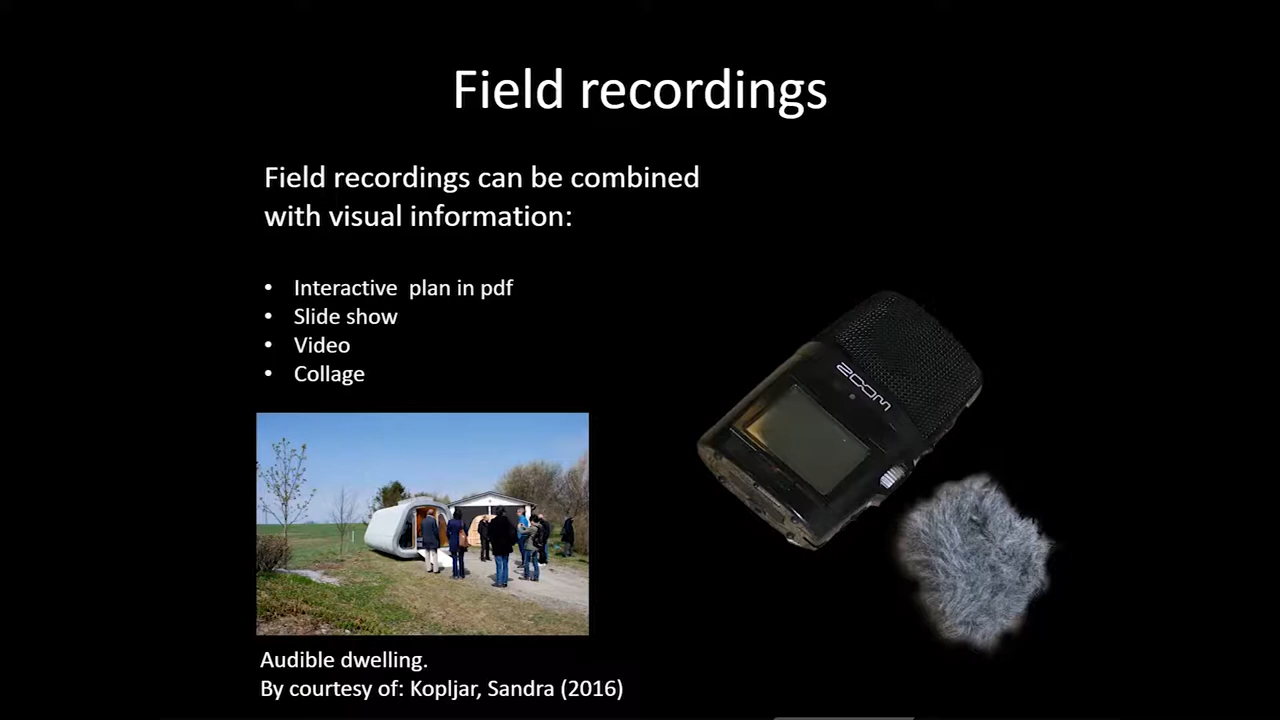 Field recordings
Field recordings can be combined
with visual information:
• Interactive plan in pdf
• Slide show
• Video
• Collage
ZOOM
Audible dwelling.
By courtesy of: Kopljar, Sandra (2016)